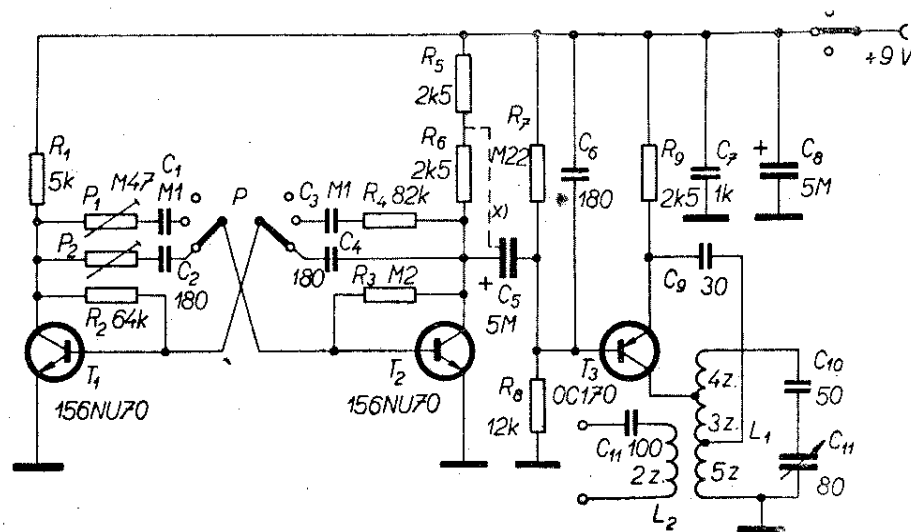 +9 V
R5
2k5
R6
2k5
R7
M22
C6
180
R9
2k5
C7
1k
+
C8
5M
R1
5k
P1
M47
C1
M1
P
C3
M1
R4
82k
P2
C2
180
C4
180
x)
R2
64k
R3
M2
+
C5
5M
C9
30
T1
156NU70
T2
156NU70
T3
OC170
R8
12k
C11
100
2z.
L2
4z.
3z.
L1
5z
C10
50
C11
80